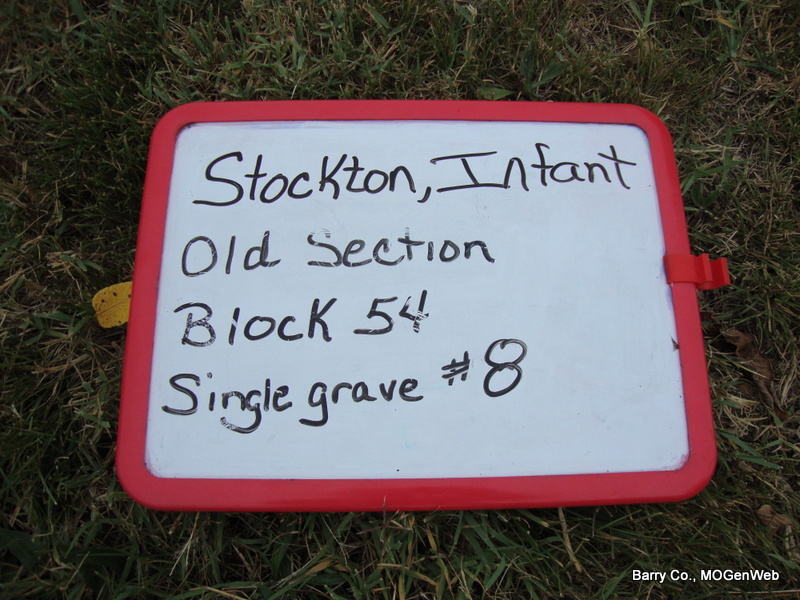 Stockton, Infant
Old Section
Block 54
Single grave #8
Barry Co., MOGenWeb